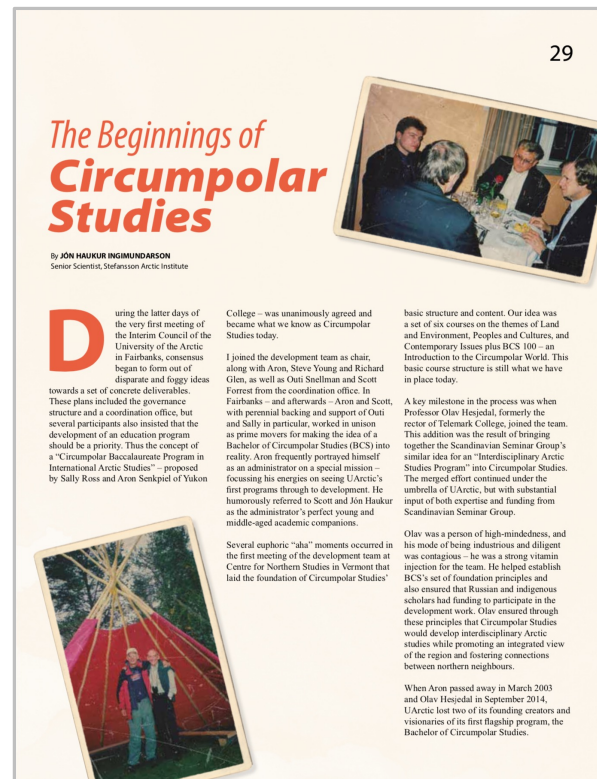 29
The Beginnings of
Circumpolar
Studies
By JÓN HAUKUR INGIMUNDARSON
Senior Scientist, Stefansson Arctic Institute
During the latter days of
the very first meeting of
the Interim Council of the
University of the Arctic
in Fairbanks, consensus
began to form out of
disparate and foggy ideas
towards a set of concrete deliverables.
These plans included the governance
structure and a coordination office, but
several participants also insisted that the
development of an education program
should be a priority. Thus the concept of
a “Circumpolar Baccalaureate Program in
International Arctic Studies” – proposed
by Sally Ross and Aron Senkpiel of Yukon
College – was unanimously agreed and
became what we know as Circumpolar
Studies today.
I joined the development team as chair,
along with Aron, Steve Young and Richard
Glen, as well as Outi Snellman and Scott
Forrest from the coordination office. In
Fairbanks – and afterwards – Aron and Scott,
with perennial backing and support of Outi
and Sally in particular, worked in unison
as prime movers for making the idea of a
Bachelor of Circumpolar Studies (BCS) into
reality. Aron frequently portrayed himself
as an administrator on a special mission –
focussing his energies on seeing UArctic’s
first programs through to development. He
humorously referred to Scott and Jón Haukur
as the administrator’s perfect young and
middle-aged academic companions.
Several euphoric “aha” moments occurred in
the first meeting of the development team at
Centre for Northern Studies in Vermont that
laid the foundation of Circumpolar Studies’
basic structure and content. Our idea was
a set of six courses on the themes of Land
and Environment, Peoples and Cultures, and
Contemporary Issues plus BCS 100 – an
Introduction to the Circumpolar World. This
basic course structure is still what we have
in place today.
A key milestone in the process was when
Professor Olav Hesjedal, formerly the
rector of Telemark College, joined the team.
This addition was the result of bringing
together the Scandinavian Seminar Group’s
similar idea for an “Interdisciplinary Arctic
Studies Program” into Circumpolar Studies.
The merged effort continued under the
umbrella of UArctic, but with substantial
input of both expertise and funding from
Scandinavian Seminar Group.
Olav was a person of high-mindedness, and
his mode of being industrious and diligent
was contagious – he was a strong vitamin
injection for the team. He helped establish
BCS’s set of foundation principles and
also ensured that Russian and indigenous
scholars had funding to participate in the
development work. Olav ensured through
these principles that Circumpolar Studies
would develop interdisciplinary Arctic
studies while promoting an integrated view
of the region and fostering connections
between northern neighbours.
When Aron passed away in March 2003
and Olav Hesjedal in September 2014,
UArctic lost two of its founding creators and
visionaries of its first flagship program, the
Bachelor of Circumpolar Studies.